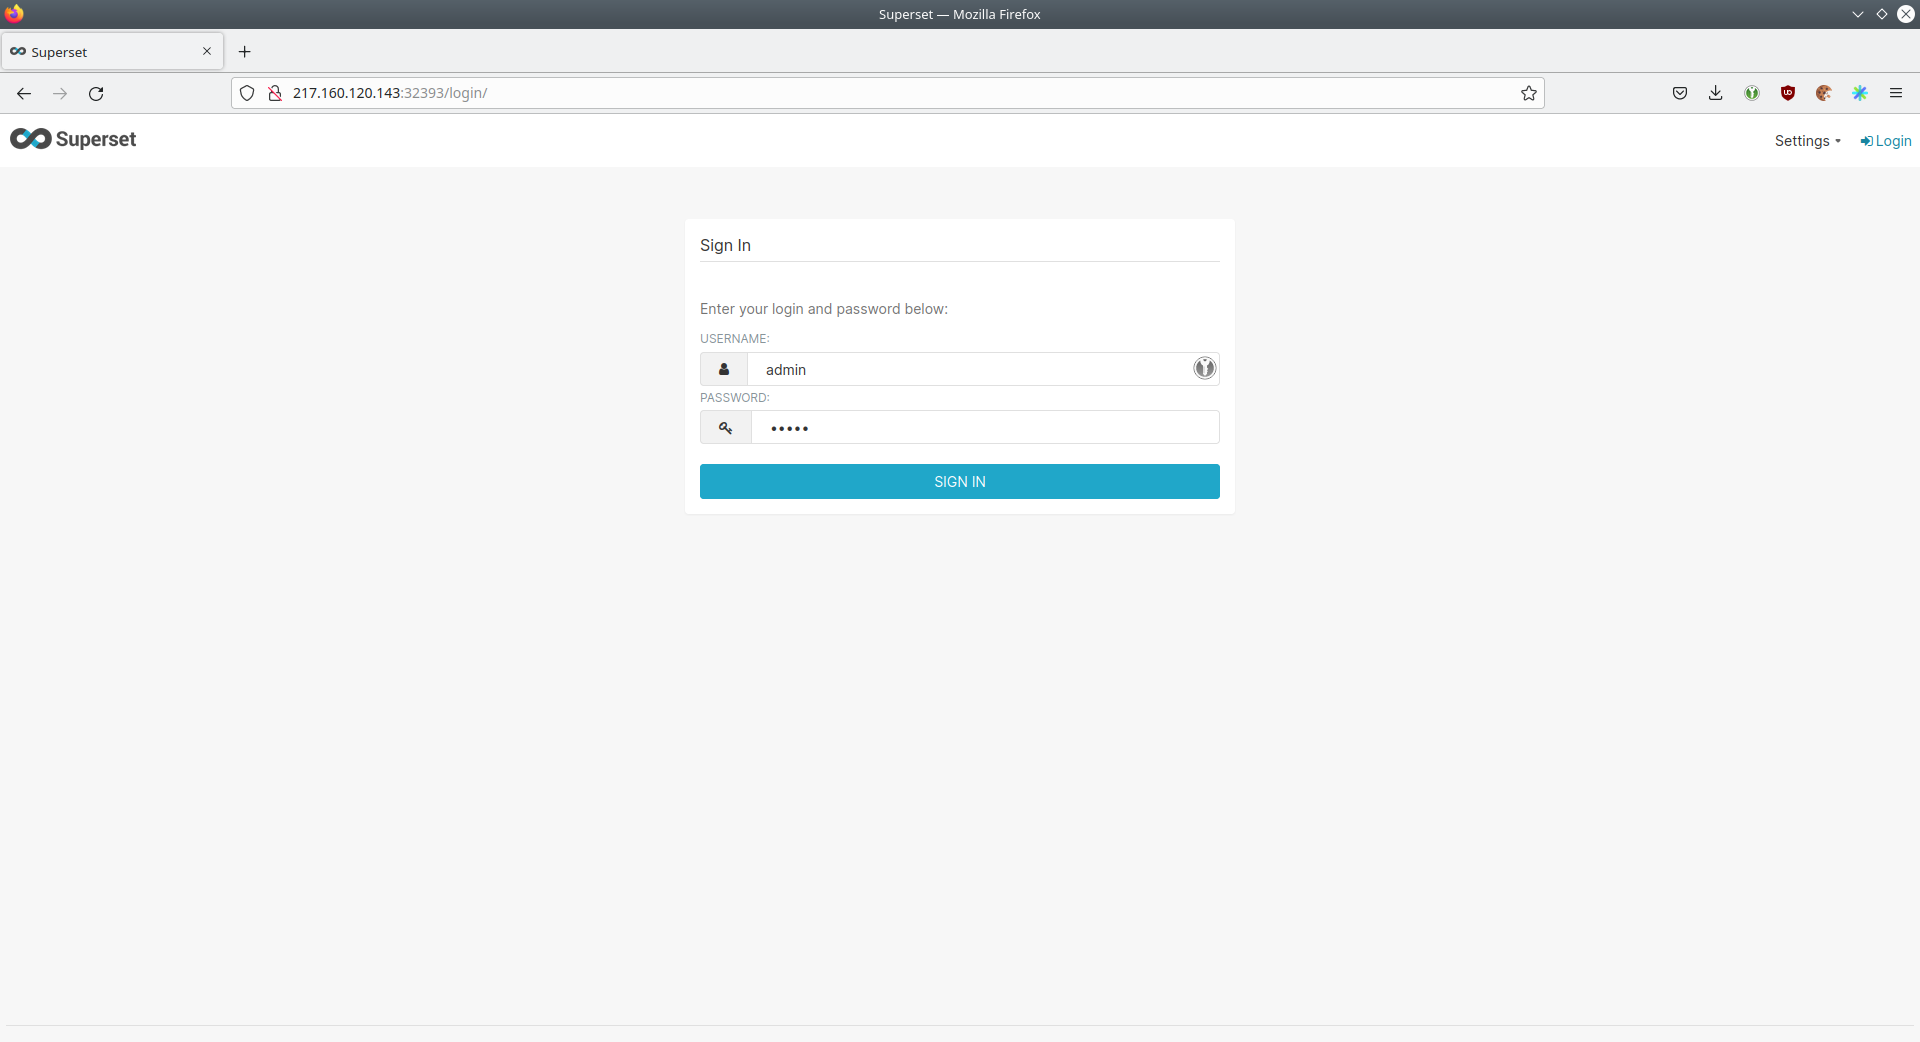 Superset — Mozilla Firefox
Superset
217.160.120.143:32393/login/
Superset
Settings
Login
Sign In
Enter your login and password below:
USERNAME:
admin
PASSWORD:
•••••
SIGN IN